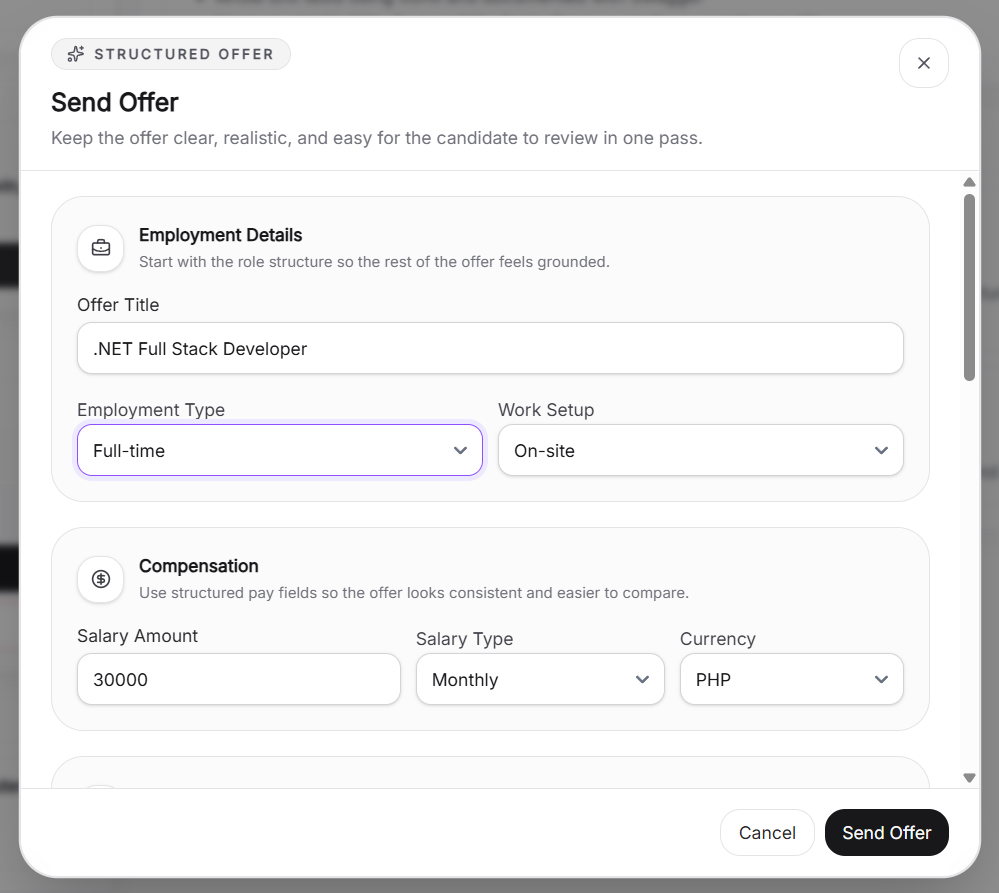 STRUCTURED OFFER
Send Offer
Keep the offer clear, realistic, and easy for the candidate to review in one pass.
Employment Details
Start with the role structure so the rest of the offer feels grounded.
Offer Title
.NET Full Stack Developer
Employment Type
Work Setup
Full-time
On-site
Compensation
Use structured pay fields so the offer looks consistent and easier to compare.
Salary Amount
Salary Type
Currency
30000
Monthly
PHP
Cancel
Send Offer